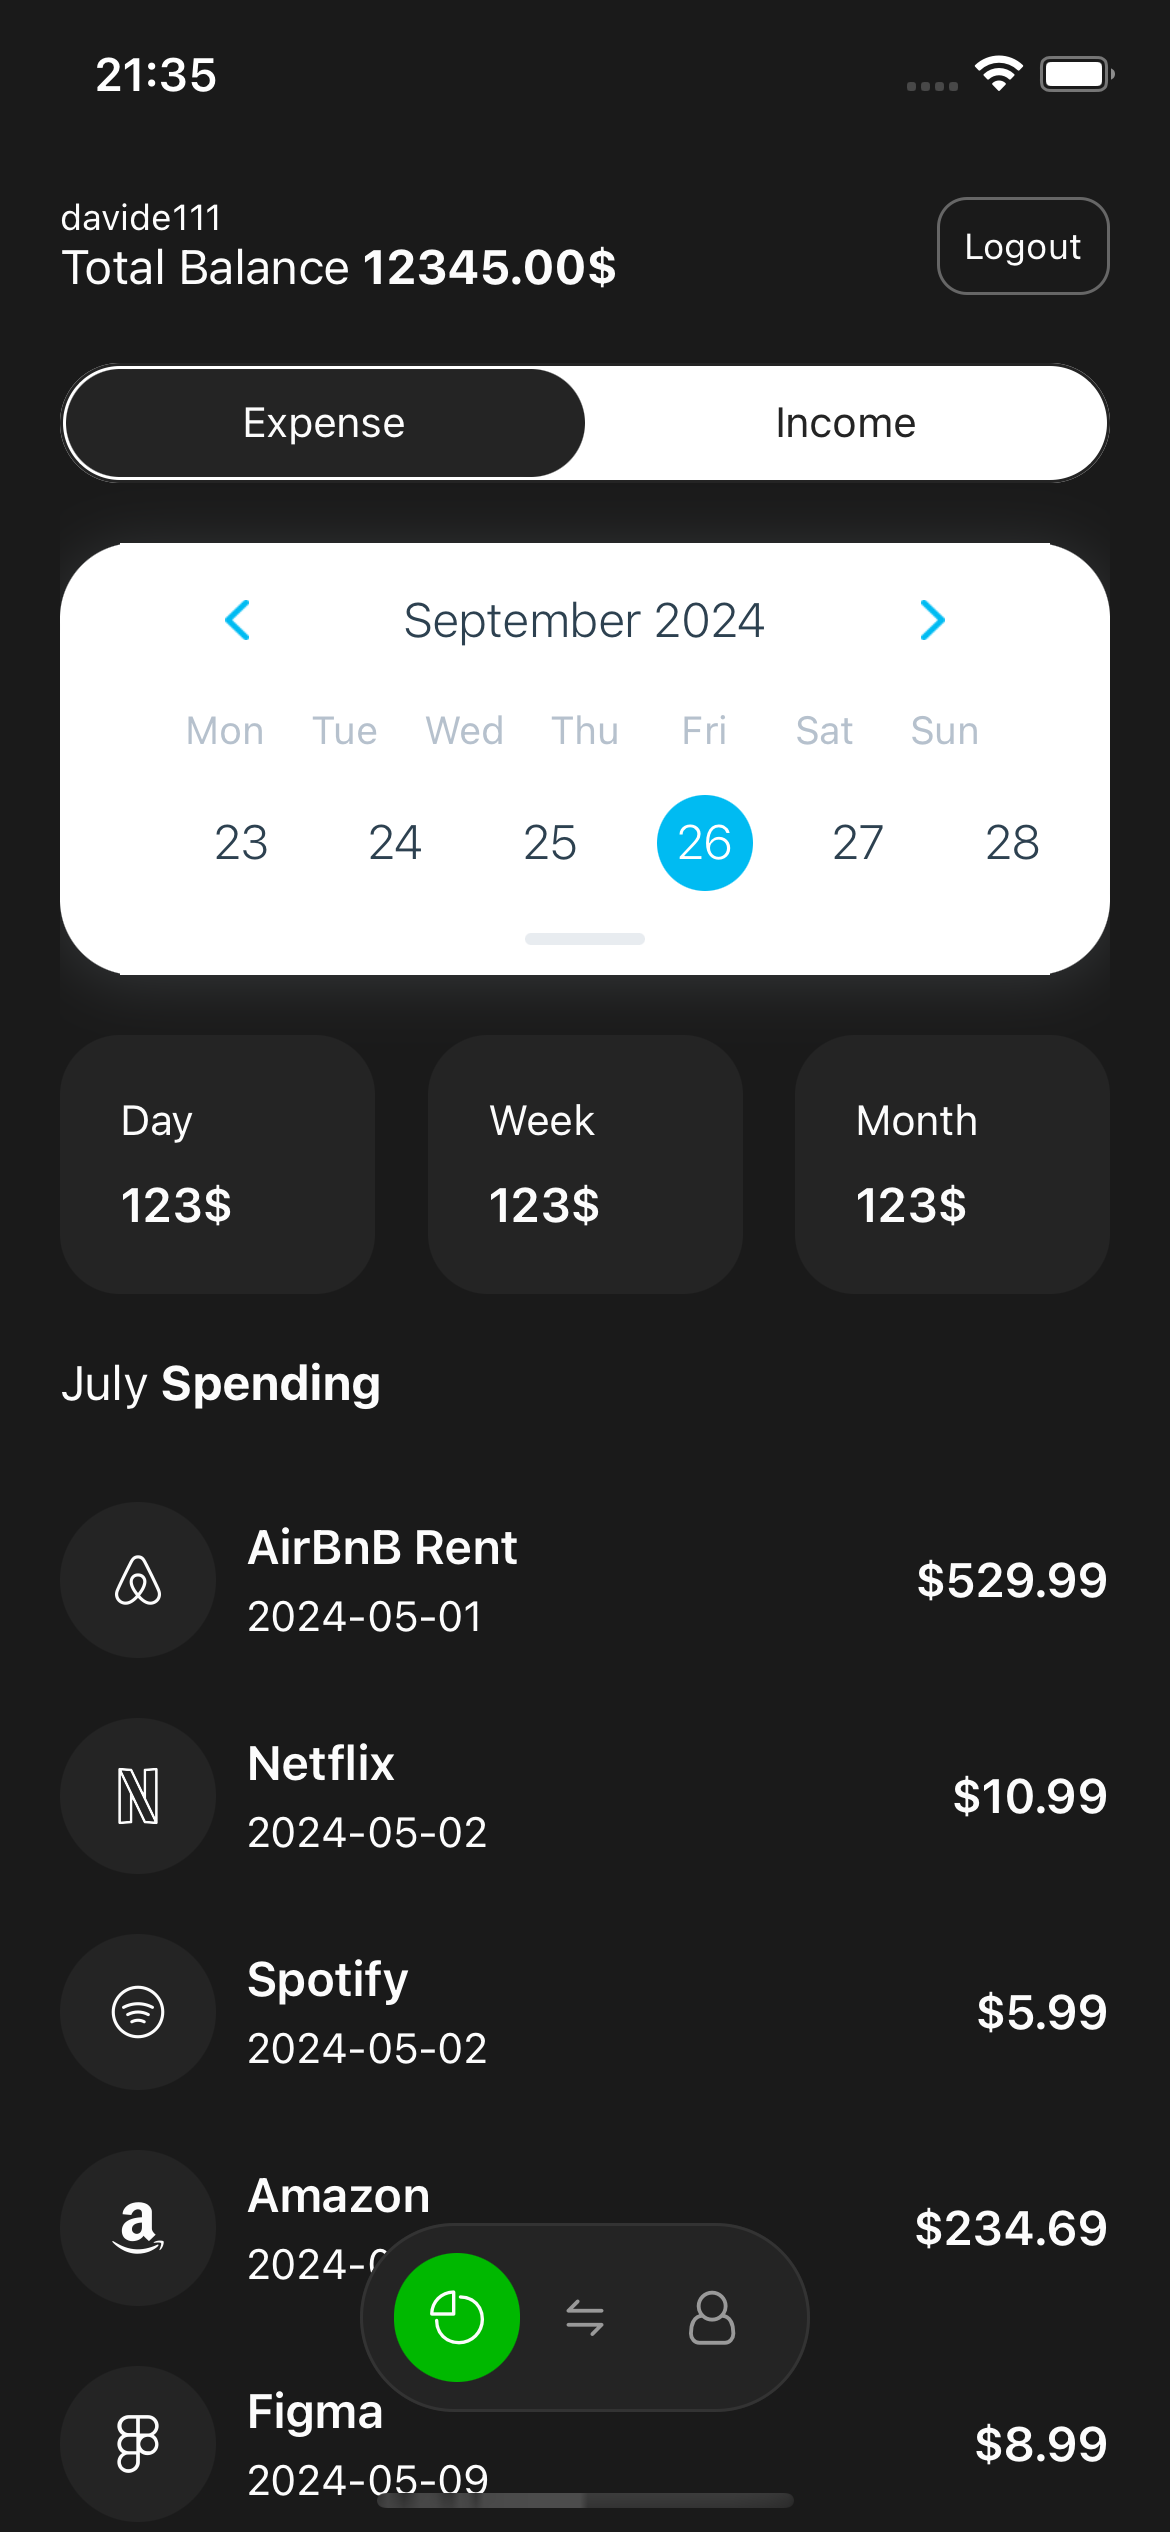 21:35
davide111
Total Balance 12345.00$
Logout
Expense
Income
September 2024
Mon Tue Wed Thu Fri Sat Sun
23 24 25 26 27 28
Day
123$
Week
123$
Month
123$
July Spending
AirBnB Rent
2024-05-01
$529.99
Netflix
2024-05-02
$10.99
Spotify
2024-05-02
$5.99
Amazon
$234.69
Figma
2024-05-09
$8.99